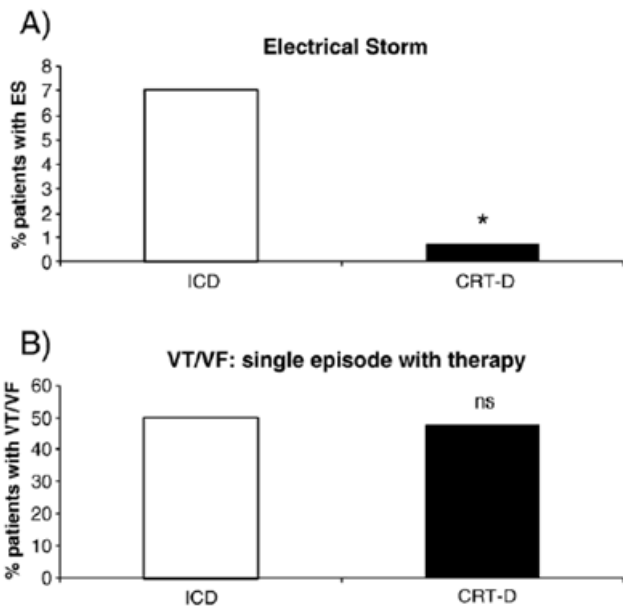 A)
Electrical Storm
% patients with ES
8
7
6
5
4
3
2
1
0
*
ICD
CRT-D
B)
VT/VF: single episode with therapy
% patients with VT/VF
60
50
40
30
20
10
0
ns
ICD
CRT-D